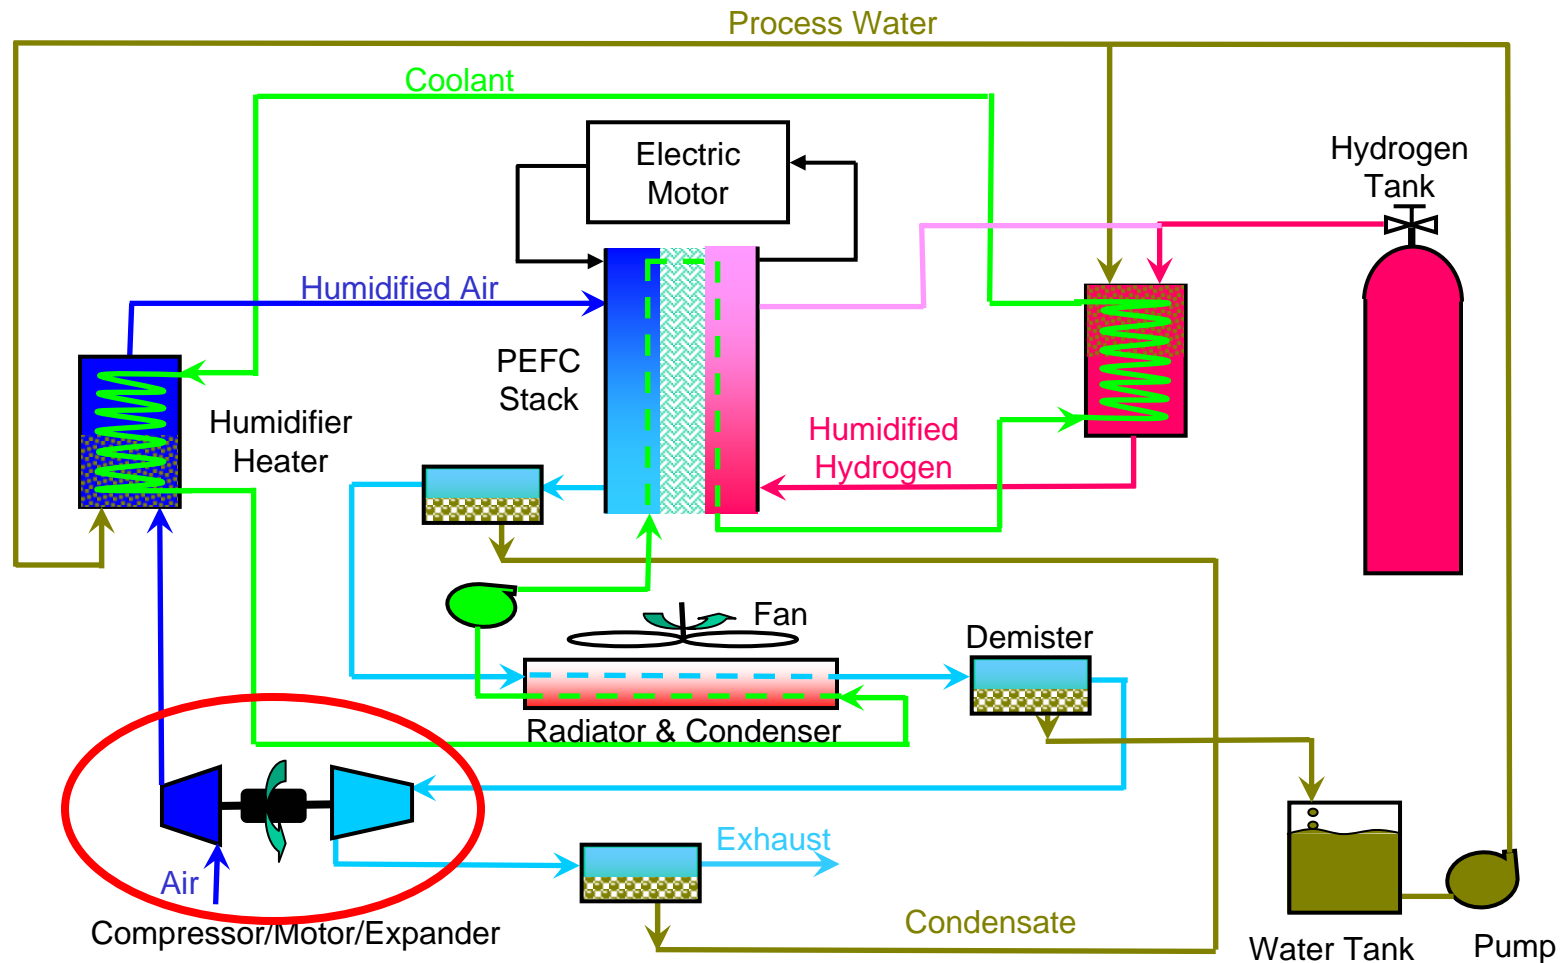 Process Water
Coolant
Electric
Motor
Hydrogen
Tank
Humidified Air
PEFC
Stack
Humidifier
Heater
Humidified
Hydrogen
Fan
Demister
Radiator & Condenser
Exhaust
Air
Condensate
Compressor/Motor/Expander
Water Tank
Pump